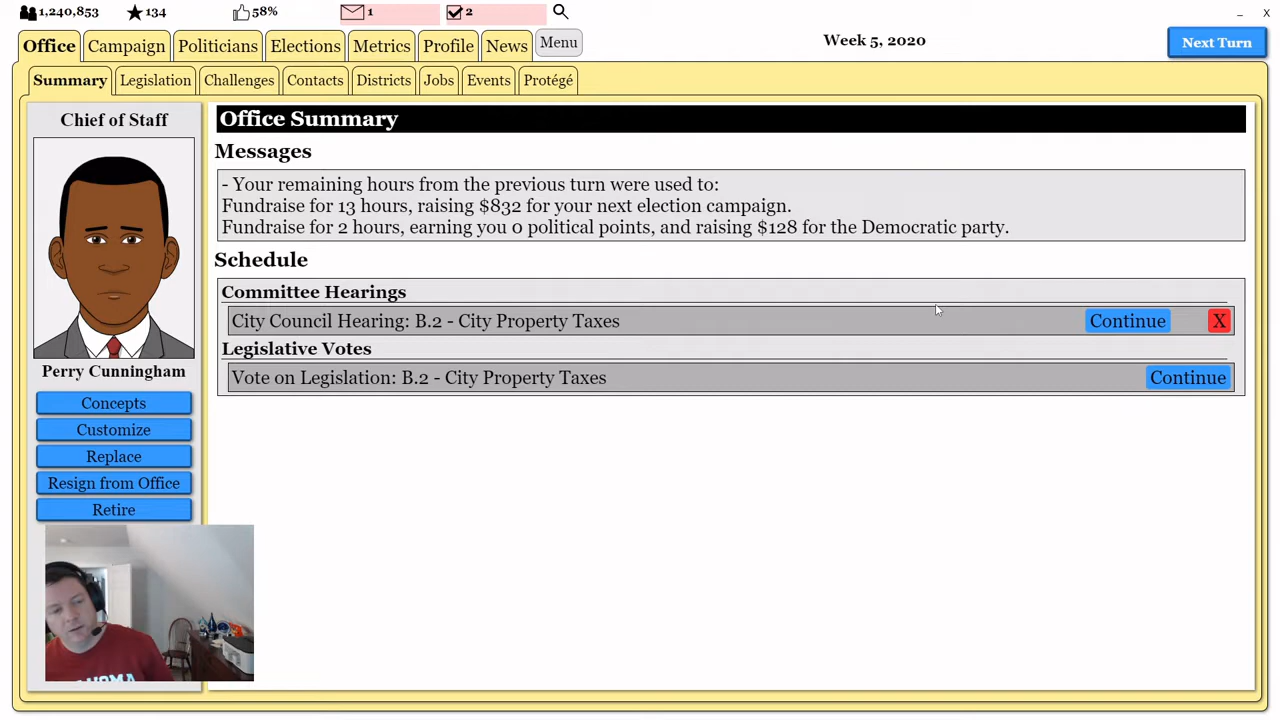 1,240,853 134 58% 1 2 _ X
Office Campaign Politicians Elections Metrics Profile News Menu Week 5, 2020 Next Turn
Summary Legislation Challenges Contacts Districts Jobs Events Protégé
Chief of Staff
Perry Cunningham
Concepts
Customize
Replace
Resign from Office
Retire
Office Summary
Messages
- Your remaining hours from the previous turn were used to:
Fundraise for 13 hours, raising $832 for your next election campaign.
Fundraise for 2 hours, earning you 0 political points, and raising $128 for the Democratic party.
Schedule
Committee Hearings
City Council Hearing: B.2 - City Property Taxes Continue X
Legislative Votes
Vote on Legislation: B.2 - City Property Taxes Continue